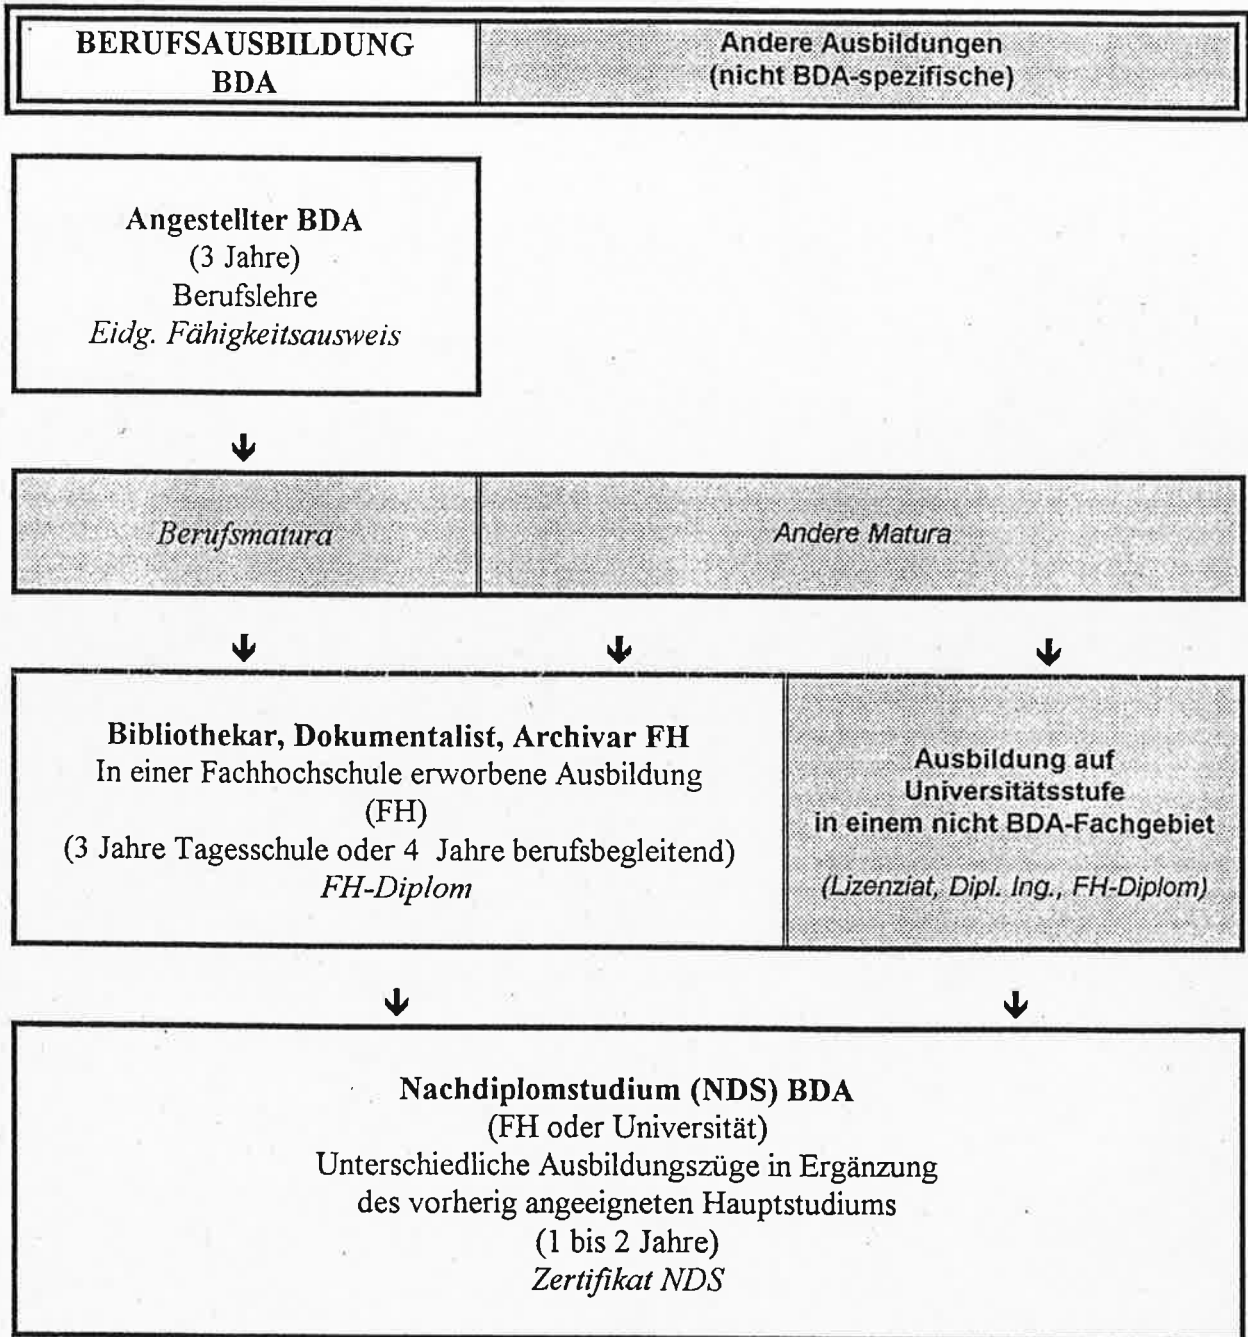 BERUFSAUSBILDUNG
BDA
Andere Ausbildungen
(nicht BDA-spezifische)
Angestellter BDA
(3 Jahre)
Berufslehre
Eidg. Fähigkeitsausweis
Berufsmatura
Andere Matura
Bibliothekar, Dokumentalist, Archivar FH
In einer Fachhochschule erworbene Ausbildung
(FH)
(3 Jahre Tagesschule oder 4 Jahre berufsbegleitend)
FH-Diplom
Ausbildung auf
Universitätsstufe
in einem nicht BDA-Fachgebiet
(Lizenziat, Dipl. Ing., FH-Diplom)
Nachdiplomstudium (NDS) BDA
(FH oder Universität)
Unterschiedliche Ausbildungszüge in Ergänzung
des vorherig angeeigneten Hauptstudiums
(1 bis 2 Jahre)
Zertifikat NDS